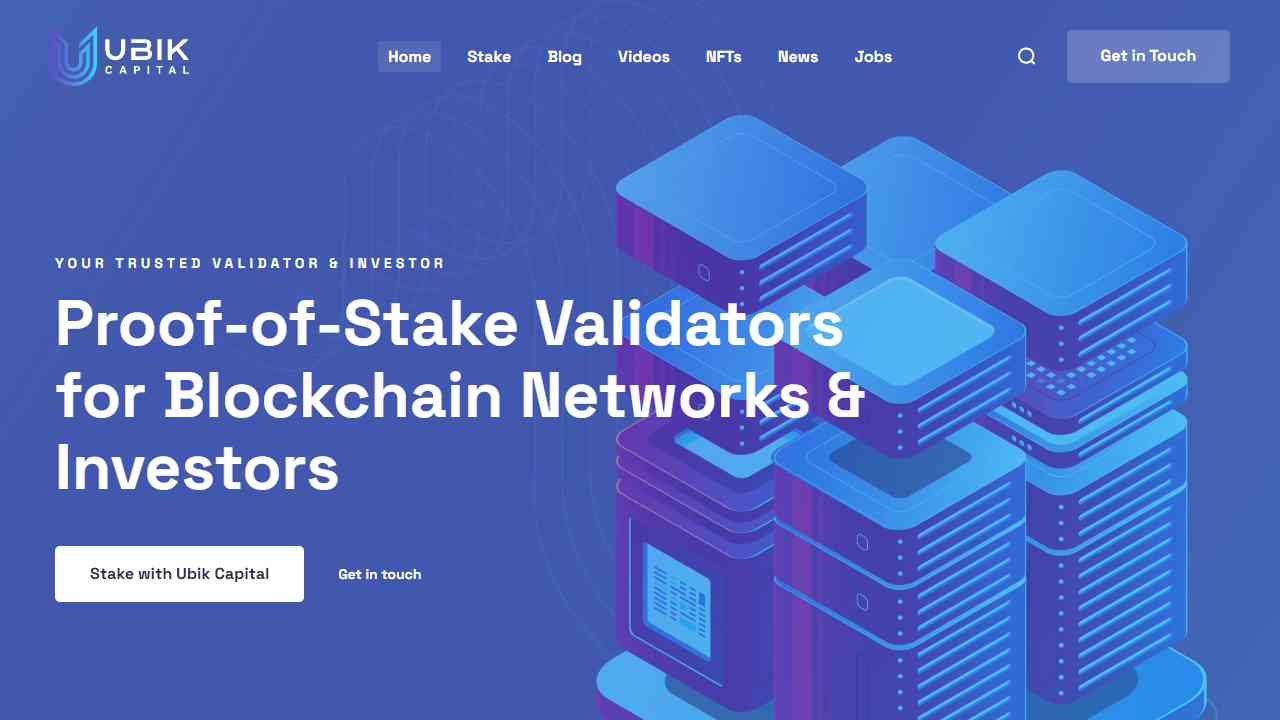 UBIK
CAPITAL
Home Stake Blog Videos NFTs News Jobs
Get in Touch
YOUR TRUSTED VALIDATOR & INVESTOR
Proof-of-Stake Validators
for Blockchain Networks &
Investors
Stake with Ubik Capital
Get in touch